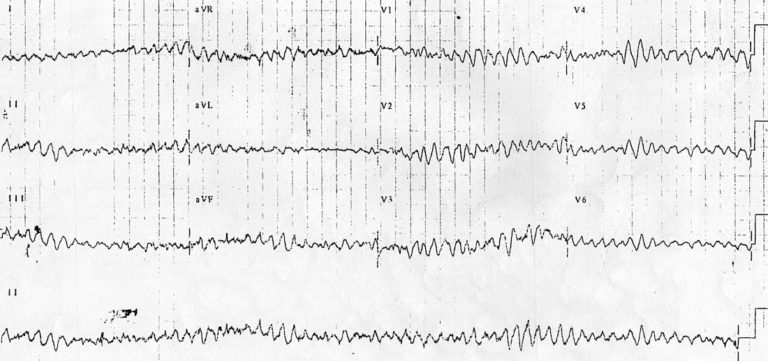 I aVR V1 V4
II aVL V2 V5
III aVF V3 V6
II